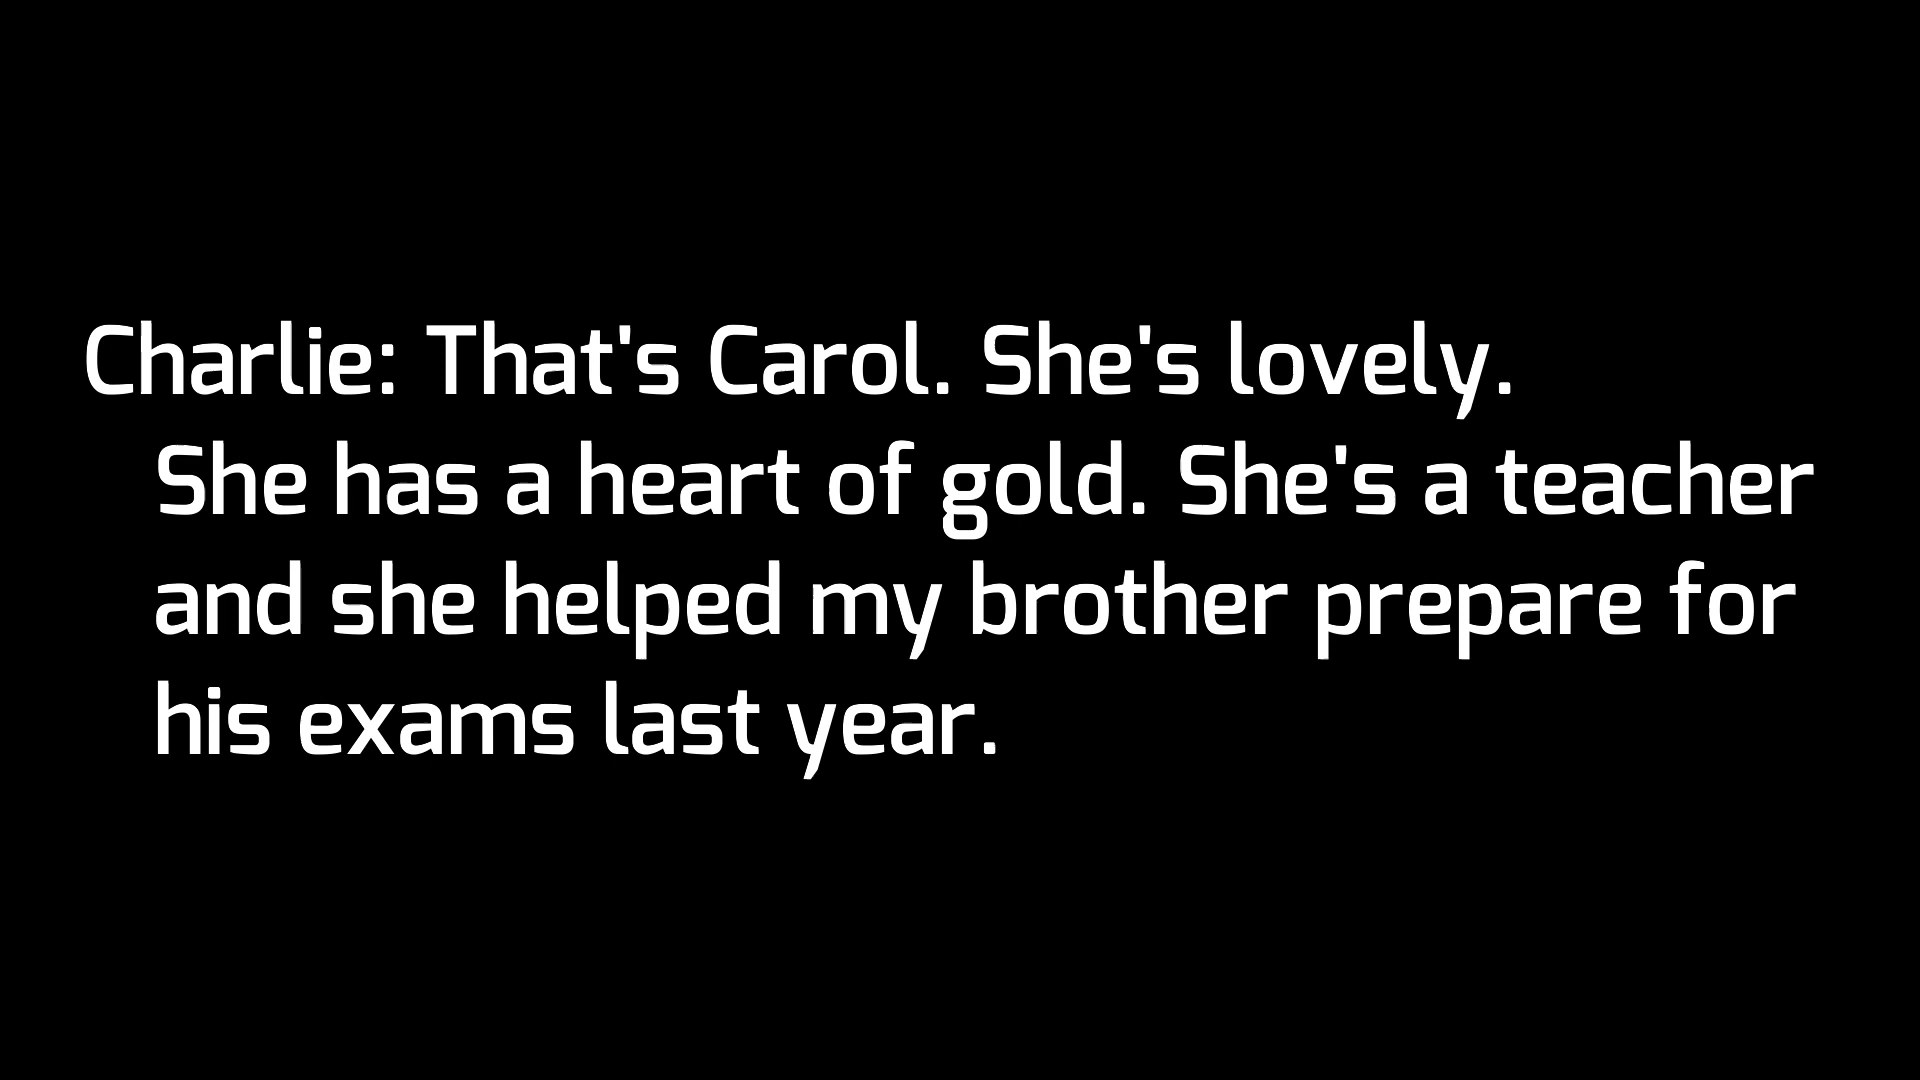 Charlie: That's Carol. She's lovely.
She has a heart of gold. She's a teacher
and she helped my brother prepare for
his exams last year.